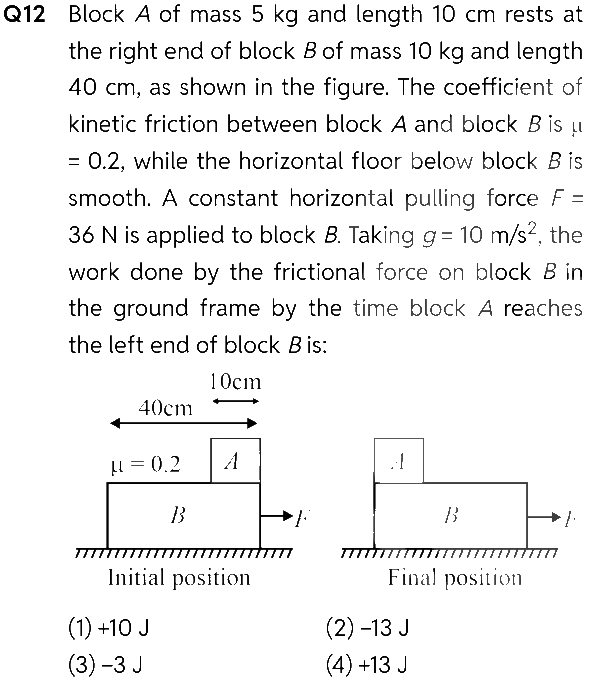 Q12 Block A of mass 5 kg and length 10 cm rests at
the right end of block B of mass 10 kg and length
40 cm, as shown in the figure. The coefficient of
kinetic friction between block A and block B is μ
= 0.2, while the horizontal floor below block B is
smooth. A constant horizontal pulling force F =
36 N is applied to block B. Taking g = 10 m/s², the
work done by the frictional force on block B in
the ground frame by the time block A reaches
the left end of block B is:
10cm
40cm
μ = 0.2 A A
B F B F
Initial position Final position
(1) +10 J (2) –13 J
(3) –3 J (4) +13 J